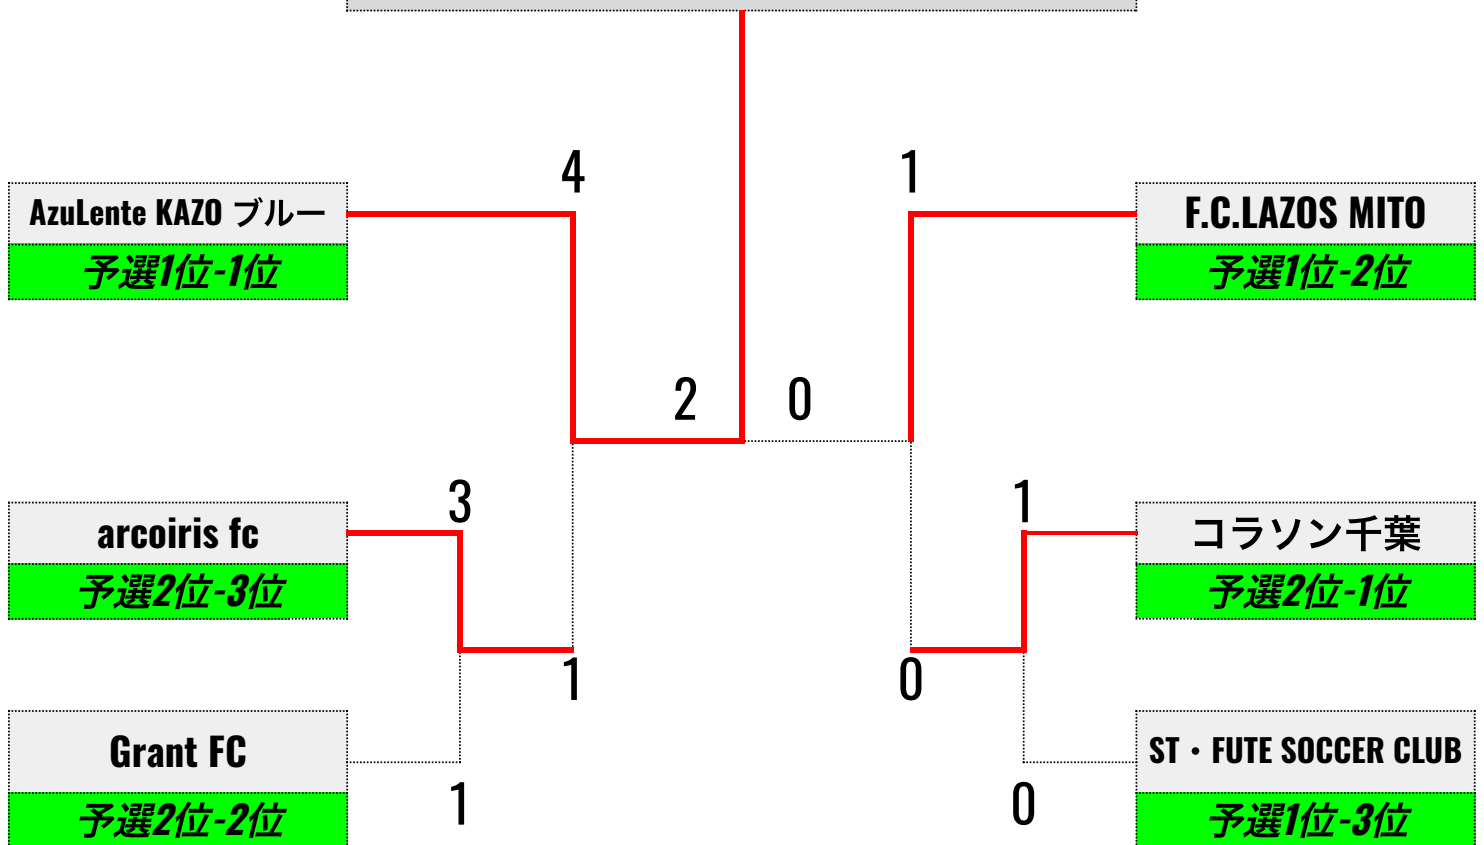 4
1
AzuLente KAZO ブルー
F.C.LAZOS MITO
予選1位-1位
予選1位-2位
2
0
3
1
arcoiris fc
コラソン千葉
予選2位-3位
予選2位-1位
1
0
Grant FC
ST・FUTE SOCCER CLUB
1
0
予選2位-2位
予選1位-3位